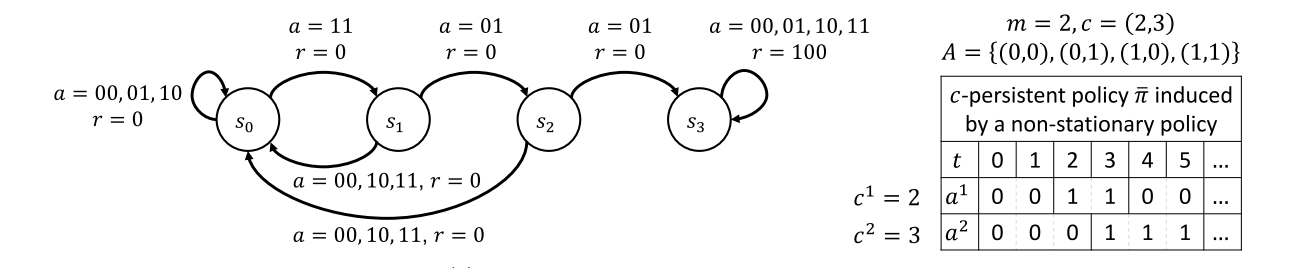 a = 11
r = 0
a = 01
r = 0
a = 01
r = 0
a = 00, 01, 10, 11
r = 100
a = 00, 01, 10
r = 0
s₀
s₁
s₂
s₃
a = 00, 10,11, r = 0
a = 00, 10, 11, r = 0
m = 2, c = (2,3)
A = {(0,0), (0,1), (1,0), (1,1)}
c-persistent policy π̄ induced
by a non-stationary policy
t 0 1 2 3 4 5 ...
c¹ = 2 a¹ 0 0 1 1 0 0 ...
c² = 3 a² 0 0 0 1 1 1 ...